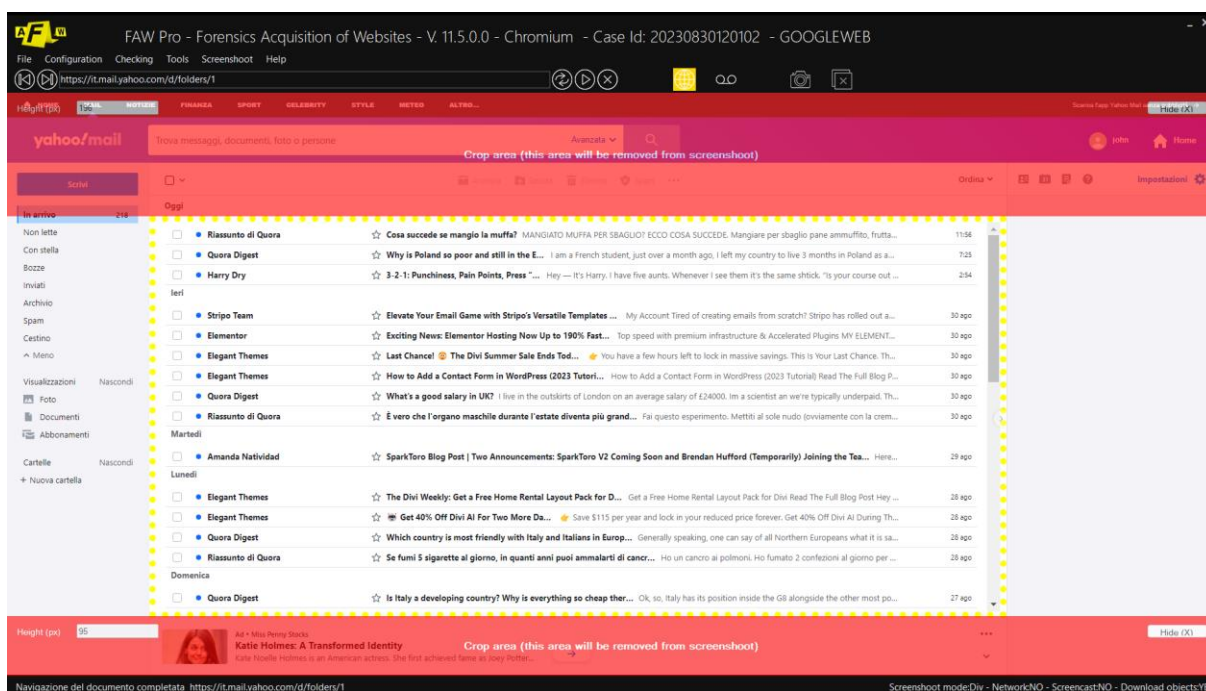 AFW FAW Pro - Forensics Acquisition of Websites - V. 11.5.0.0 - Chromium - Case Id: 20230830120102 - GOOGLEWEB
File Configuration Checking Tools Screenshoot Help
https://it.mail.yahoo.com/d/folders/1
Height (px) NOTIZIE FINANZA SPORT CELEBRITY STYLE METEO ALTRO... Hide (X)
yahoo!mail Trova messaggi, documenti, foto o persone Avanzata john Home
Crop area (this area will be removed from screenshoot)
Scrivi Ordina Impostazioni
Oggi
In arrivo 218
Non lette
Con stella
Bozze
Inviati
Archivio
Spam
Cestino
Meno
Visualizzazioni Nascondi
Foto
Documenti
Abbonamenti
Cartelle Nascondi
+ Nuova cartella
Riassunto di Quora Cosa succede se mangio la muffa? MANGIATO MUFFA PER SBAGLIO? ECCO COSA SUCCEDE. Mangiare per sbaglio pane ammuffito, frutta... 11:56
Quora Digest Why is Poland so poor and still in the E... I am a French student, just over a month ago, I left my country to live 3 months in Poland as a... 7:25
Harry Dry 3-2-1: Punchiness, Pain Points, Press "... Hey — It's Harry. I have five aunts. Whenever I see them it's the same shtick. "Is your course out ... 2:54
Ieri
Stripo Team Elevate Your Email Game with Stripo's Versatile Templates ... My Account Tired of creating emails from scratch? Stripo has rolled out a... 30 ago
Elementor Exciting News: Elementor Hosting Now Up to 190% Fast... Top speed with premium infrastructure & Accelerated Plugins MY ELEMENT... 30 ago
Elegant Themes Last Chance! The Divi Summer Sale Ends Tod... You have a few hours left to lock in massive savings. This Is Your Last Chance. Th... 30 ago
Elegant Themes How to Add a Contact Form in WordPress (2023 Tutori... How to Add a Contact Form in WordPress (2023 Tutorial) Read The Full Blog P... 30 ago
Quora Digest What's a good salary in UK? I live in the outskirts of London on an average salary of £24000. Im a scientist an we're typically underpaid. Th... 30 ago
Riassunto di Quora È vero che l'organo maschile durante l'estate diventa più grand... Fai questo esperimento. Mettiti al sole nudo (ovviamente con la crem... 30 ago
Martedì
Amanda Natividad SparkToro Blog Post | Two Announcements: SparkToro V2 Coming Soon and Brendan Hufford (Temporarily) Joining the Tea... Here... 29 ago
Lunedì
Elegant Themes The Divi Weekly: Get a Free Home Rental Layout Pack for D... Get a Free Home Rental Layout Pack for Divi Read The Full Blog Post Hey ... 28 ago
Elegant Themes Get 40% Off Divi AI For Two More Da... Save $115 per year and lock in your reduced price forever. Get 40% Off Divi AI During Th... 28 ago
Quora Digest Which country is most friendly with Italy and Italians in Europ... Generally speaking, one can say of all Northern Europeans what it is sa... 28 ago
Riassunto di Quora Se fumi 5 sigarette al giorno, in quanti anni puoi ammalarti di cancr... Ho un cancro ai polmoni. Ho fumato 2 confezioni al giorno per ... 28 ago
Domenica
Quora Digest Is Italy a developing country? Why is everything so cheap ther... Ok, so, Italy has its position inside the G8 alongside the other most po... 27 ago
Height (px) 95 Hide (X)
Ad • Miss Penny Stocks
Katie Holmes: A Transformed Identity
Kate Noelle Holmes is an American actress. She first achieved fame as Joey Potter...
Crop area (this area will be removed from screenshoot)
Navigazione del documento completata https://it.mail.yahoo.com/d/folders/1 Screenshot mode:Div - Network:NO - Screencast:NO - Download objects: